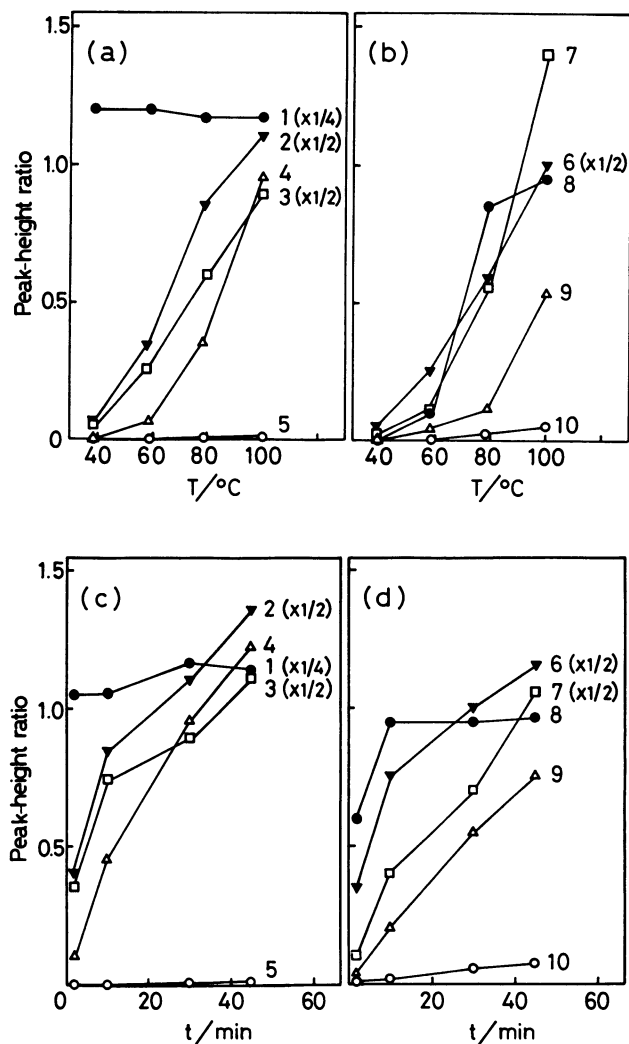 (a)
1.5
1.0
0.5
0
Peak-height ratio
1 (x1/4)
2 (x1/2)
4
3 (x1/2)
5
40 60 80 100
T/°C
(b)
7
6 (x1/2)
8
9
10
40 60 80 100
T/°C
(c)
1.5
1.0
0.5
0
Peak-height ratio
2 (x1/2)
4
1 (x1/4)
3 (x1/2)
5
20 40 60
t/min
(d)
6 (x1/2)
7 (x1/2)
8
9
10
20 40 60
t/min